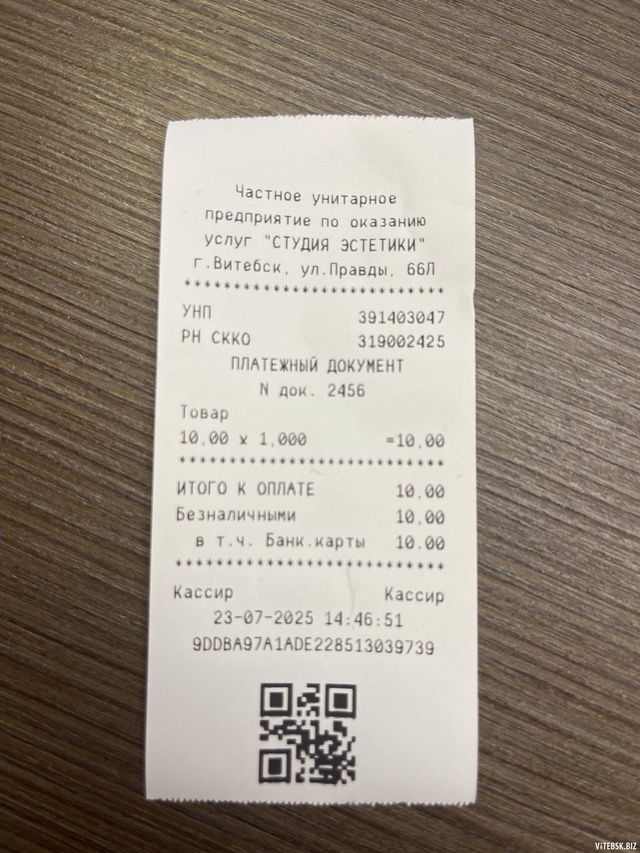 Частное унитарное
предприятие по оказанию
услуг "СТУДИЯ ЭСТЕТИКИ"
г.Витебск, ул.Правды, 66Л
***************************
УНП 391403047
РН СККО 319002425
ПЛАТЕЖНЫЙ ДОКУМЕНТ
N док. 2456
Товар
10,00 x 1,000 =10,00
***************************
ИТОГО К ОПЛАТЕ 10,00
Безналичными 10,00
в т.ч. Банк.карты 10.00
***************************
Кассир Кассир
23-07-2025 14:46:51
9DDBA97A1ADE228513039739
ViTEBSK.BIZ